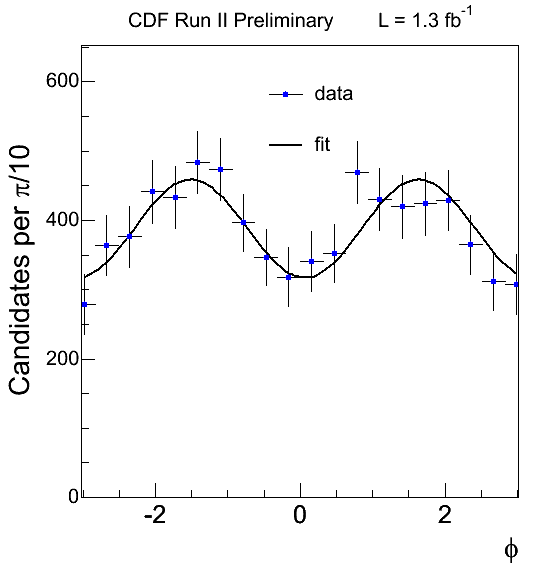 CDF Run II Preliminary L = 1.3 fb⁻¹
600
data
fit
400
Candidates per π/10
200
0
-2 0 2
ϕ